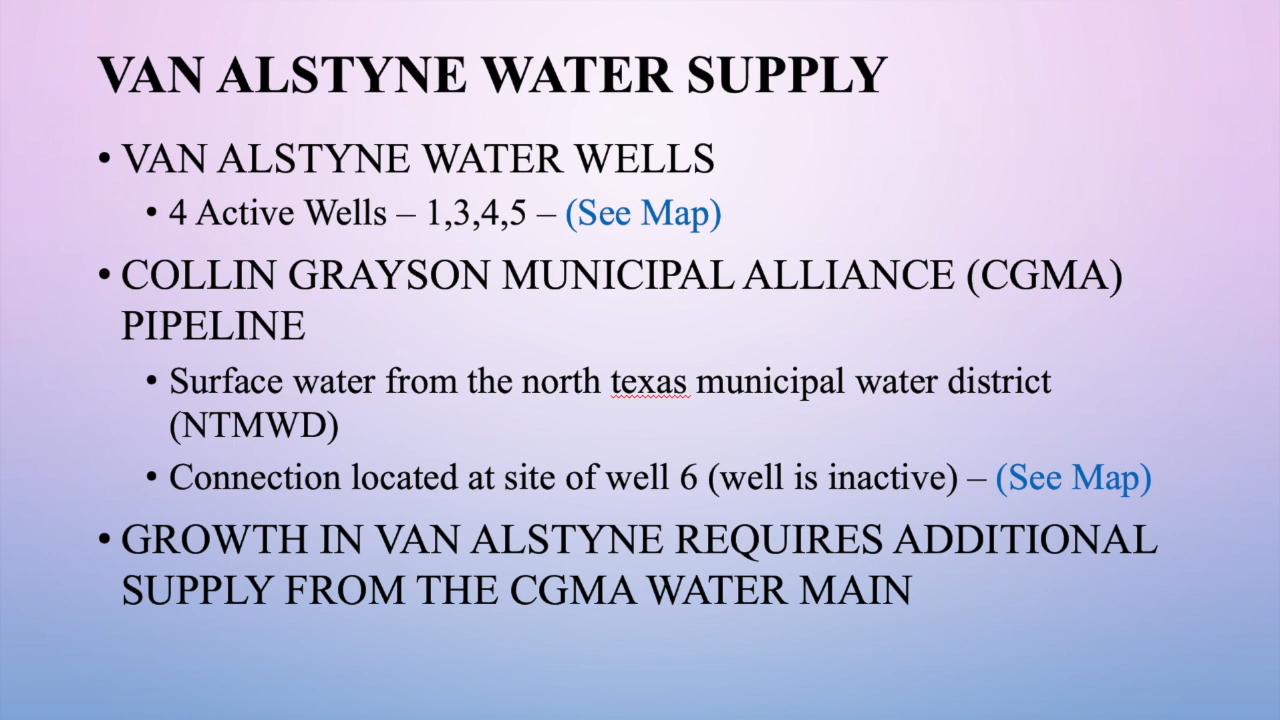 VAN ALSTYNE WATER SUPPLY
• VAN ALSTYNE WATER WELLS
• 4 Active Wells – 1,3,4,5 – (See Map)
• COLLIN GRAYSON MUNICIPAL ALLIANCE (CGMA)
PIPELINE
• Surface water from the north texas municipal water district
(NTMWD)
• Connection located at site of well 6 (well is inactive) – (See Map)
• GROWTH IN VAN ALSTYNE REQUIRES ADDITIONAL
SUPPLY FROM THE CGMA WATER MAIN